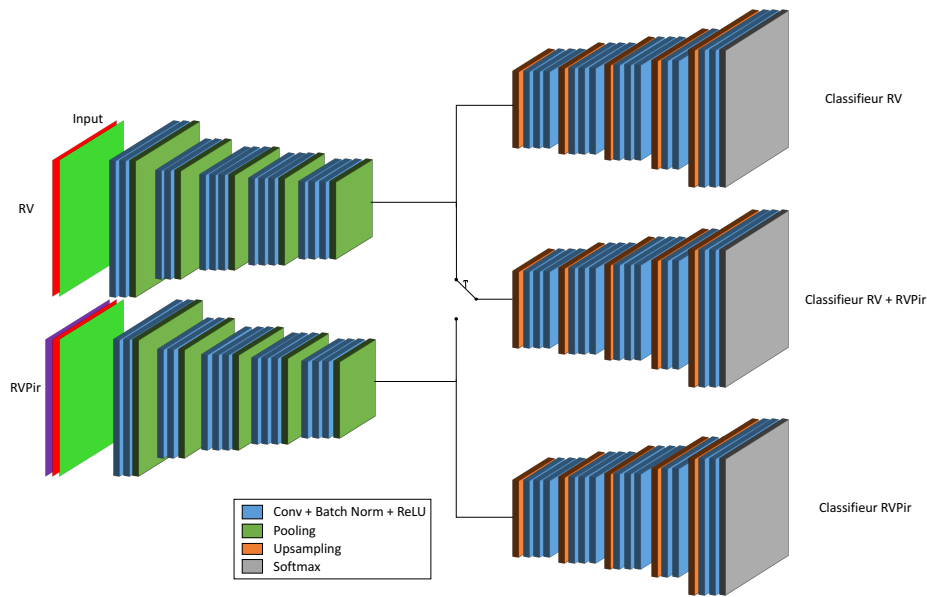 Input
RV
RVPir
Classifieur RV
Classifieur RV + RVPir
Classifieur RVPir
Conv + Batch Norm + ReLU
Pooling
Upsampling
Softmax